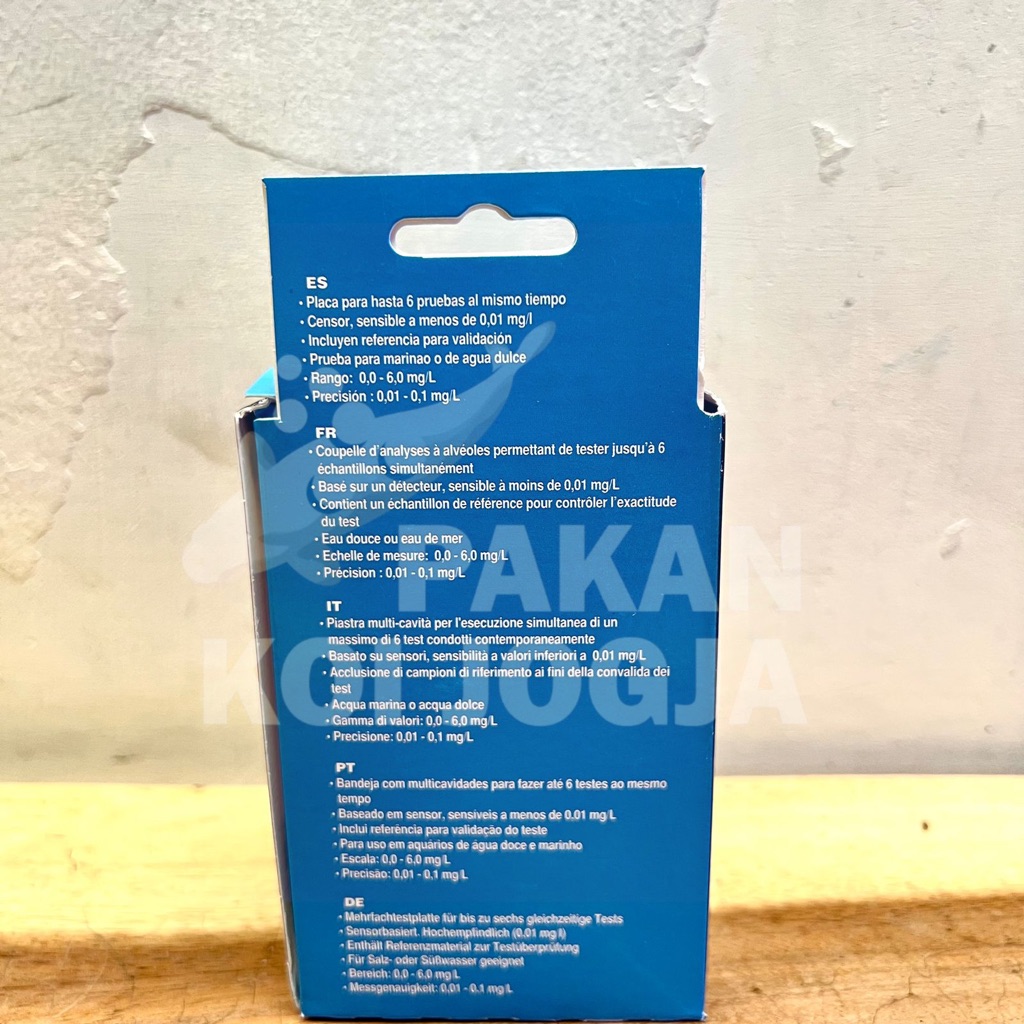 ES
• Placa para hasta 6 pruebas al mismo tiempo
• Censor, sensible a menos de 0,01 mg/l
• Incluyen referencia para validación
• Prueba para marinao o de agua dulce
• Rango: 0,0 - 6,0 mg/L
• Precisión : 0,01 - 0,1 mg/L
FR
• Coupelle d'analyses à alvéoles permettant de tester jusqu'à 6
échantillons simultanément
• Basé sur un détecteur, sensible à moins de 0,01 mg/L
• Contient un échantillon de référence pour contrôler l'exactitude
du test
• Eau douce ou eau de mer
• Echelle de mesure: 0,0 - 6,0 mg/L
• Précision : 0,01 - 0,1 mg/L
IT
• Piastra multi-cavità per l'esecuzione simultanea di un
massimo di 6 test condotti contemporaneamente
• Basato su sensori, sensibilità a valori inferiori a 0,01 mg/L
• Acclusione di campioni di riferimento ai fini della convalida dei
test
• Acqua marina o acqua dolce
• Gamma di valori: 0,0 - 6,0 mg/L
• Precisione: 0,01 - 0,1 mg/L
PT
• Bandeja com multicavidades para fazer até 6 testes ao mesmo
tempo
• Baseado em sensor, sensíveis a menos de 0.01 mg/L
• Inclui referência para validação do teste
• Para uso em aquários de água doce e marinho
• Escala: 0,0 - 6,0 mg/L
• Precisão: 0,01 - 0,1 mg/L
DE
• Mehrfachtestplatte für bis zu sechs gleichzeitige Tests
• Sensorbasiert. Hochempfindlich (0.01 mg/l)
• Enthäll Referenzmaterial zur Testüberprüfung
• Für Salz- oder Süßwasser geeignet
• Bereich: 0,0 - 6,0 mg/L
• Messgenauigkeit: 0,01 - 0,1 mg/L
PAKAN
KOI JOGJA